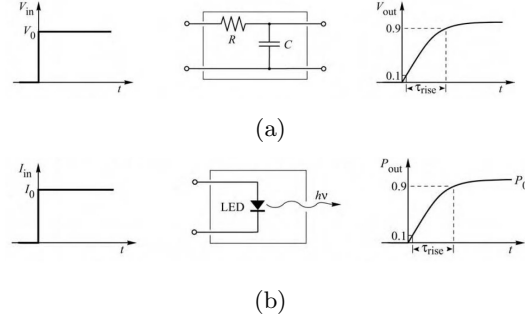 V_in
V_0
t
R
C
V_out
0.9
0.1
τ_rise
t
(a)
I_in
I_0
t
LED
hν
P_out
P_0
0.9
0.1
τ_rise
t
(b)